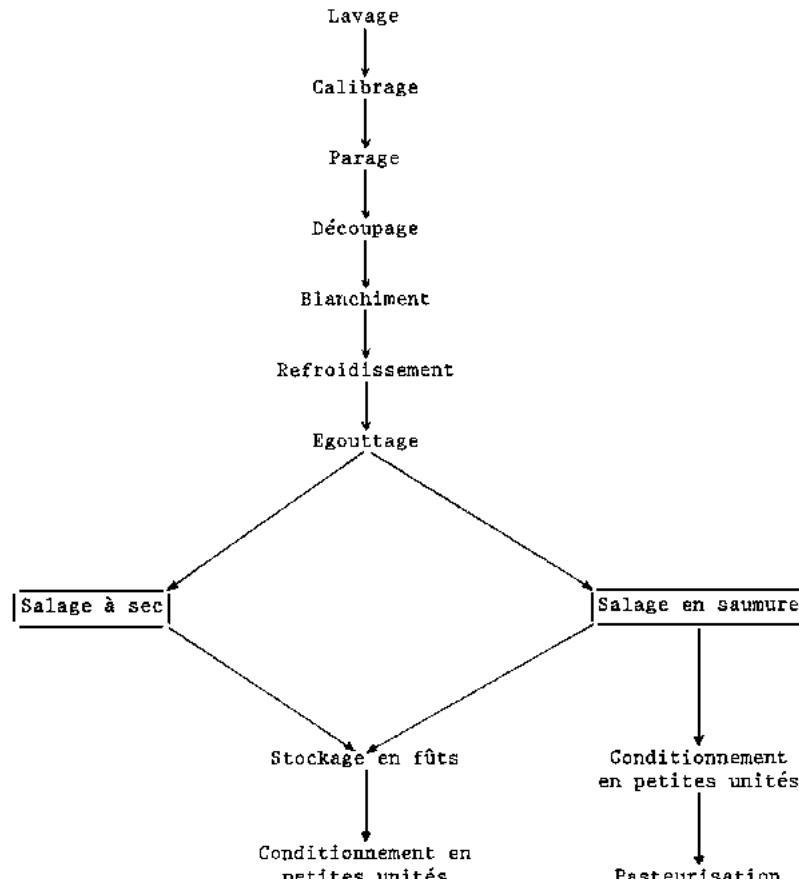 Lavage
Calibrage
Parage
Découpage
Blanchiment
Refroidissement
Egouttage
Salage à sec
Salage en saumure
Stockage en fûts
Conditionnement
en petites unités
Conditionnement en
petites unités
Pasteurisation